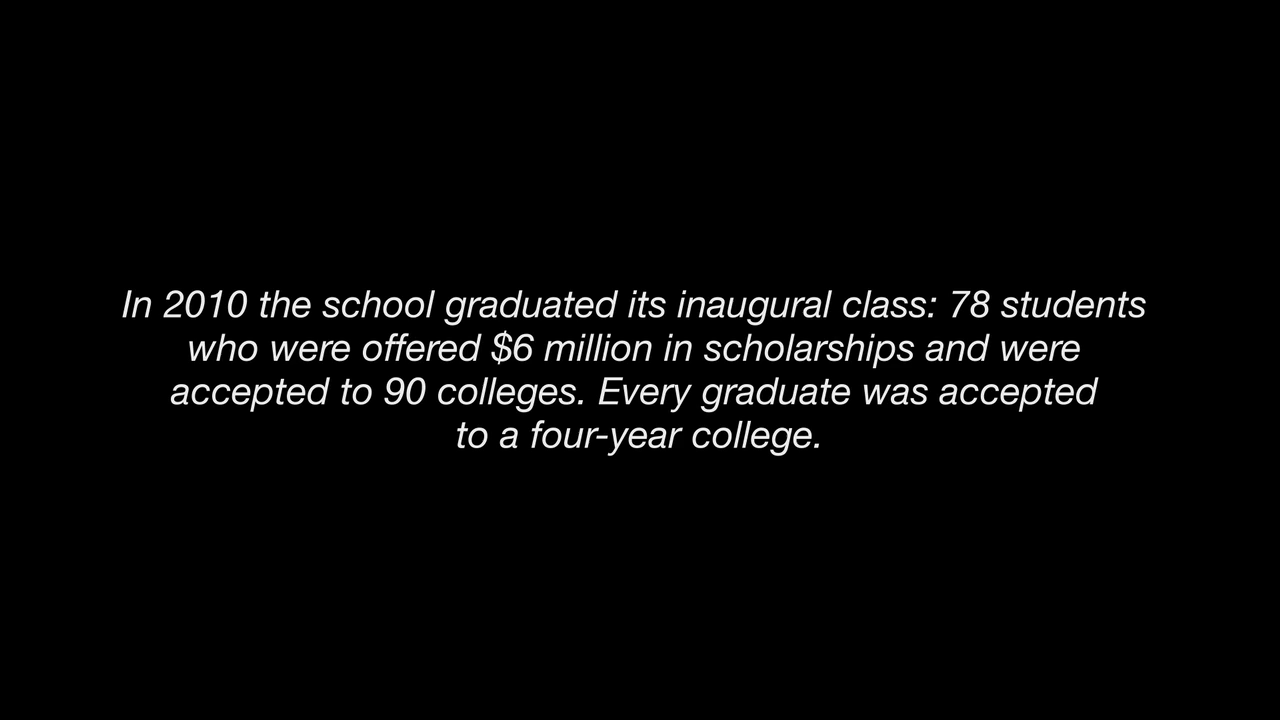 In 2010 the school graduated its inaugural class: 78 students
who were offered $6 million in scholarships and were
accepted to 90 colleges. Every graduate was accepted
to a four-year college.